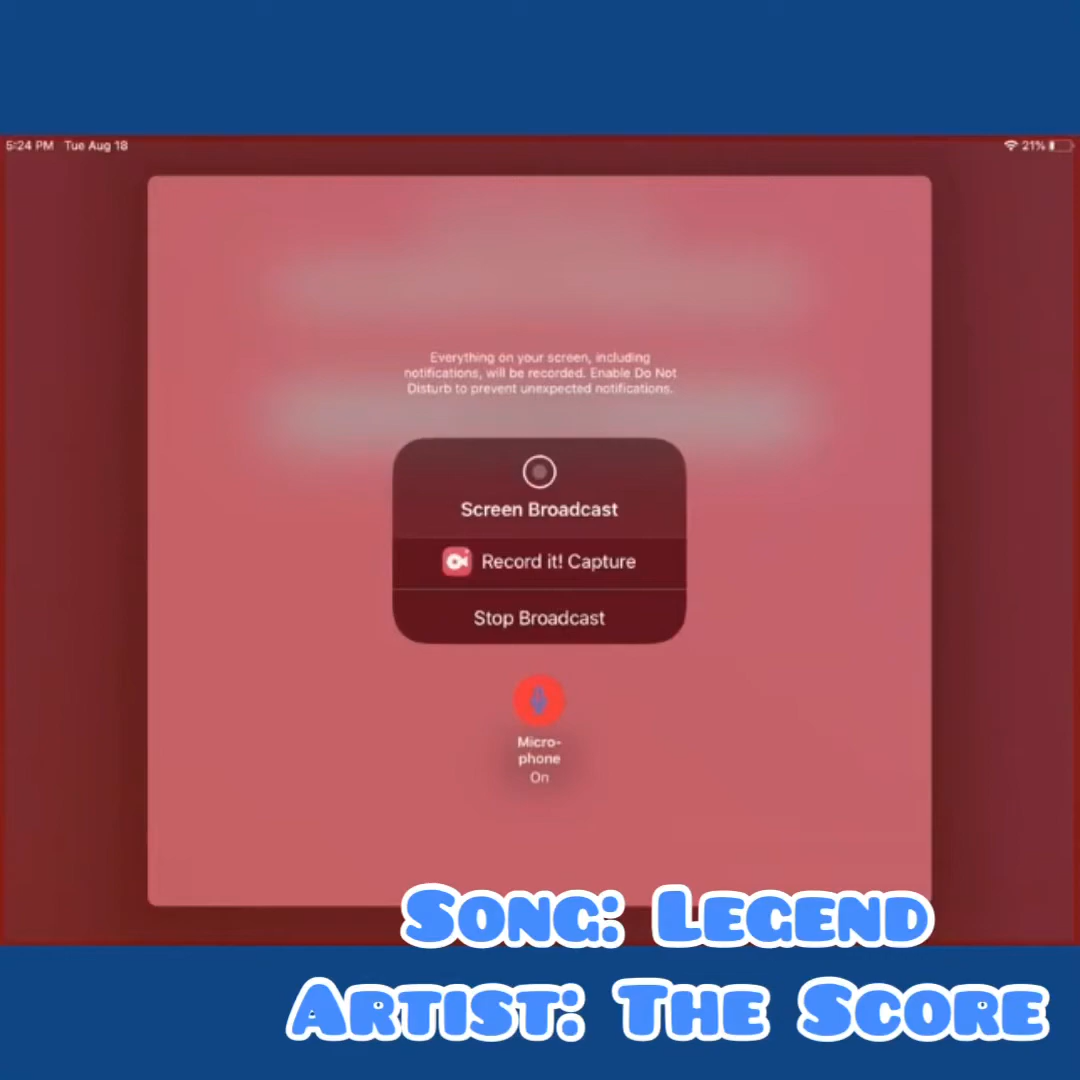 5:24 PM Tue Aug 18
21%
Everything on your screen, including
notifications, will be recorded. Enable Do Not
Disturb to prevent unexpected notifications.
Screen Broadcast
Record it! Capture
Stop Broadcast
Micro-
phone
On
Song: Legend
Artist: The Score